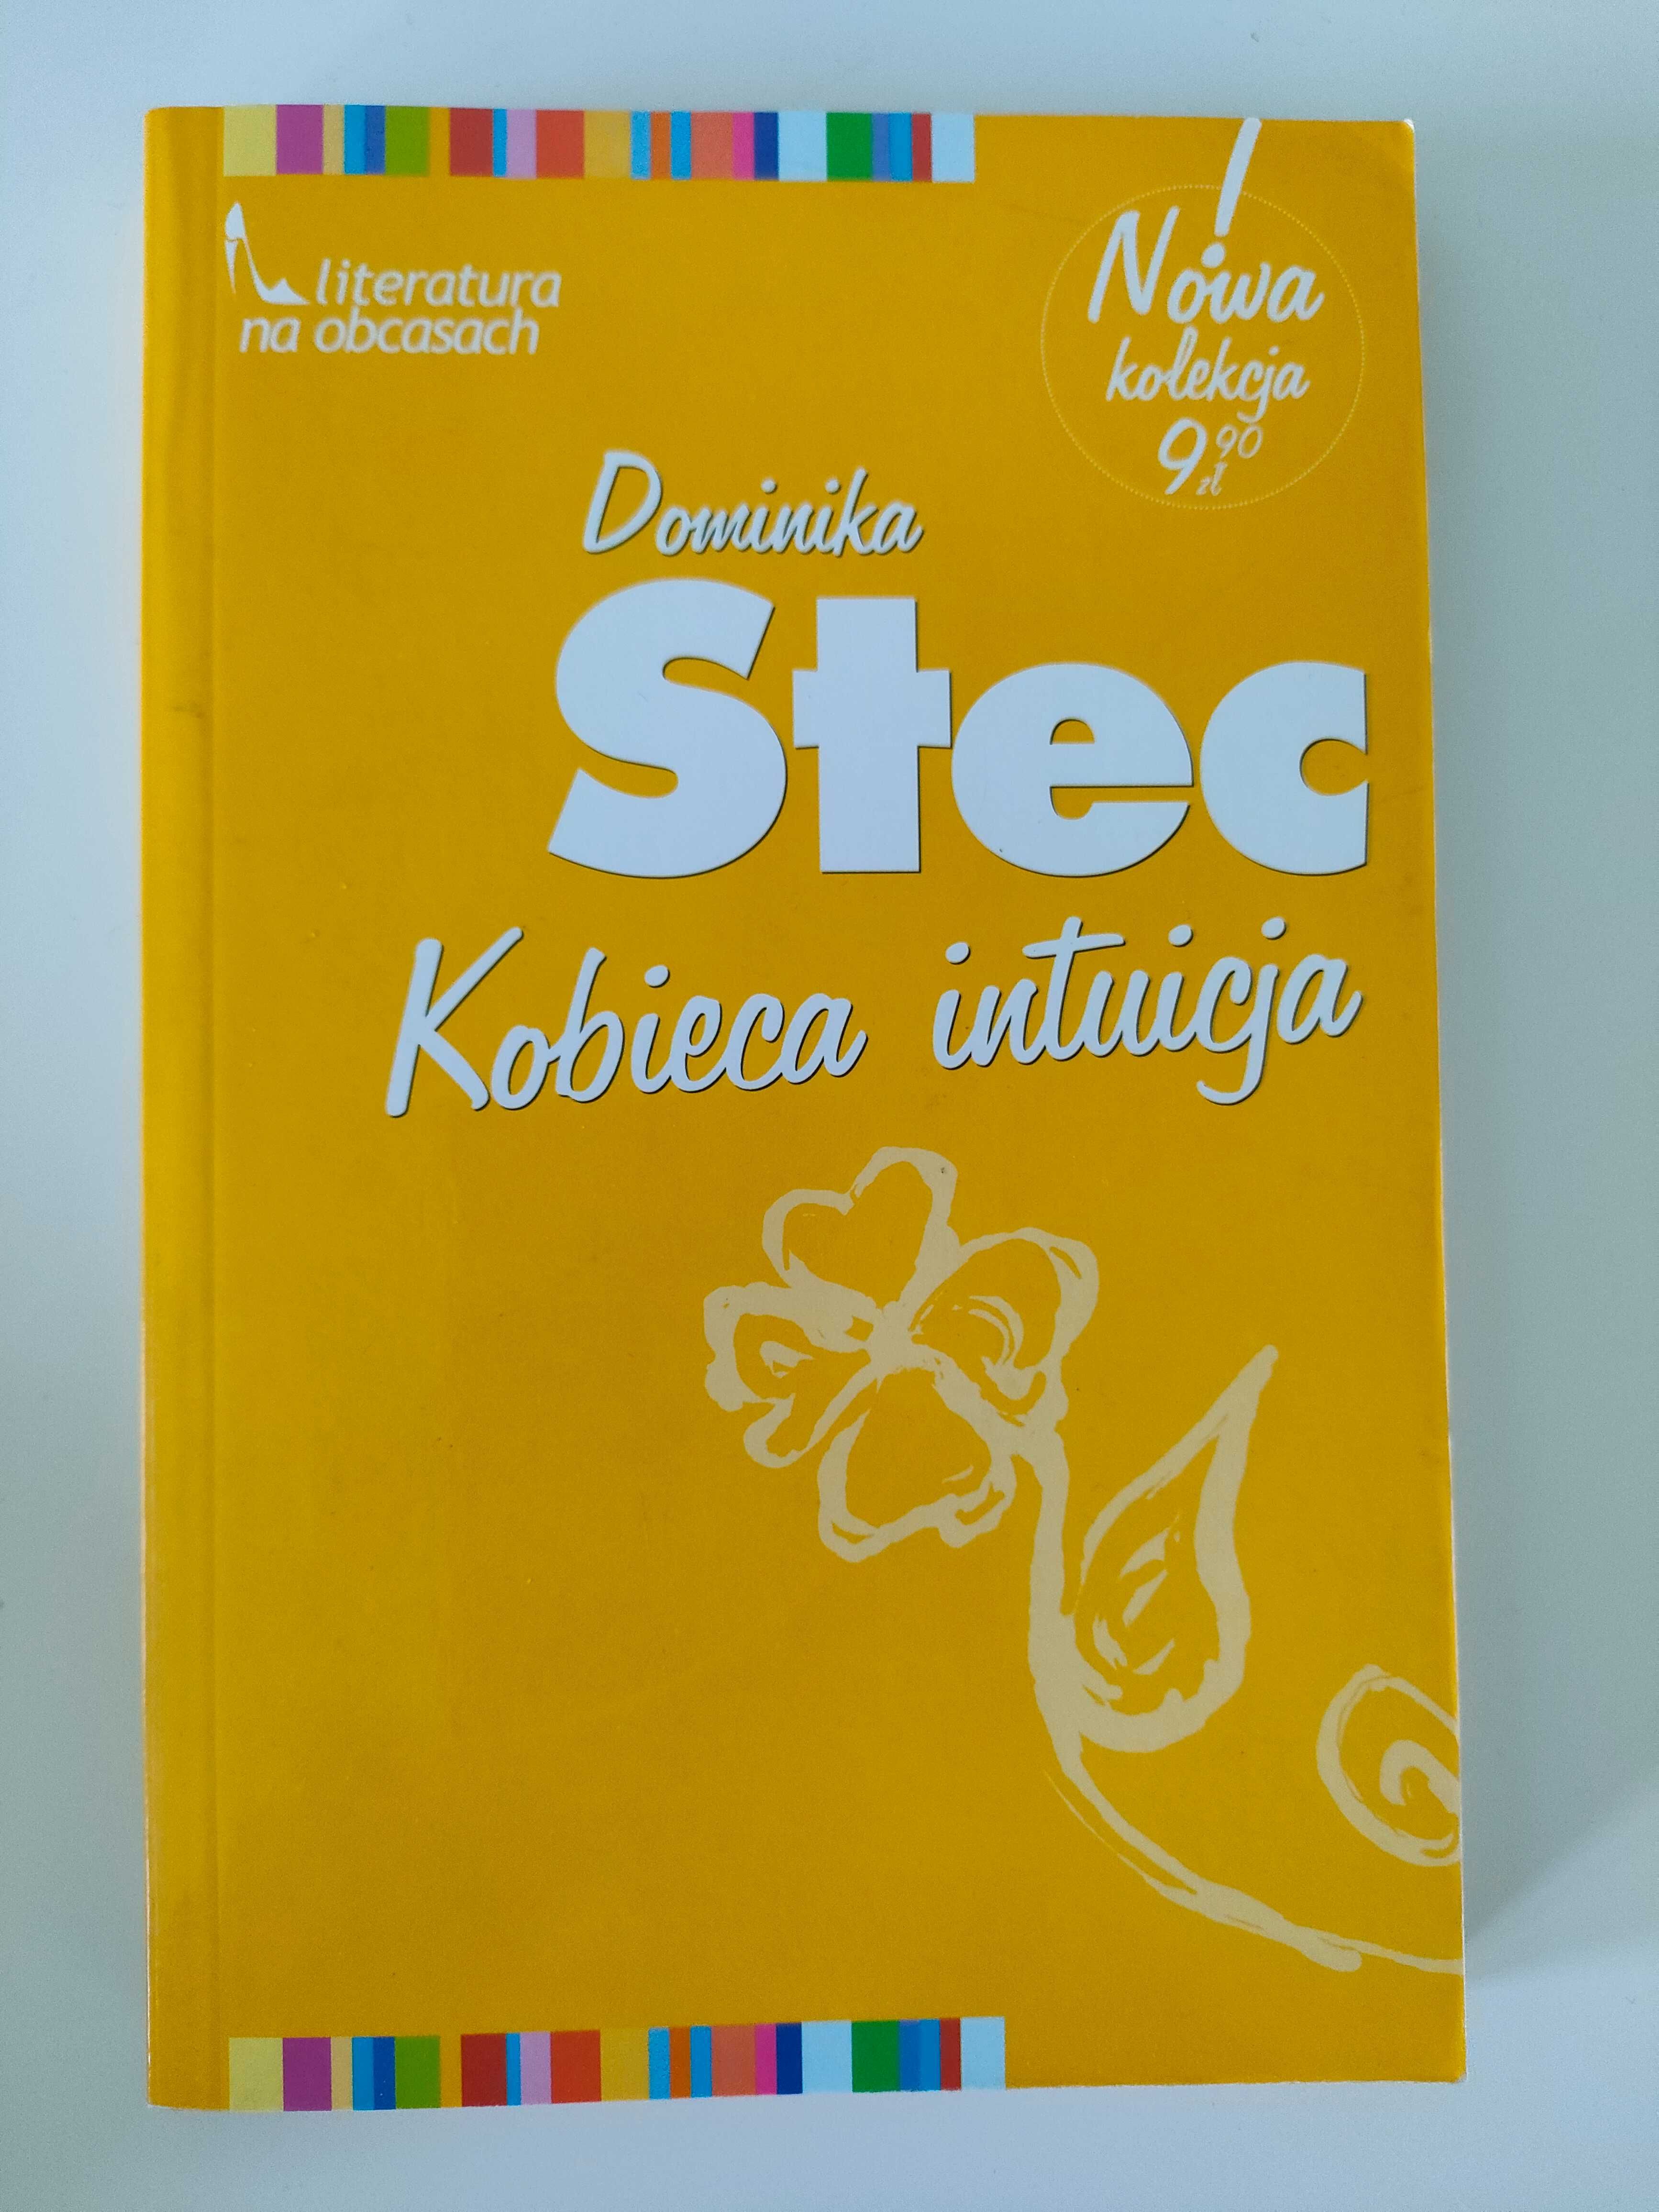 literatura
na obcasach
!
Nowa
kolekcja
9 90
zł
Dominika
Stec
Kobieca intuicja